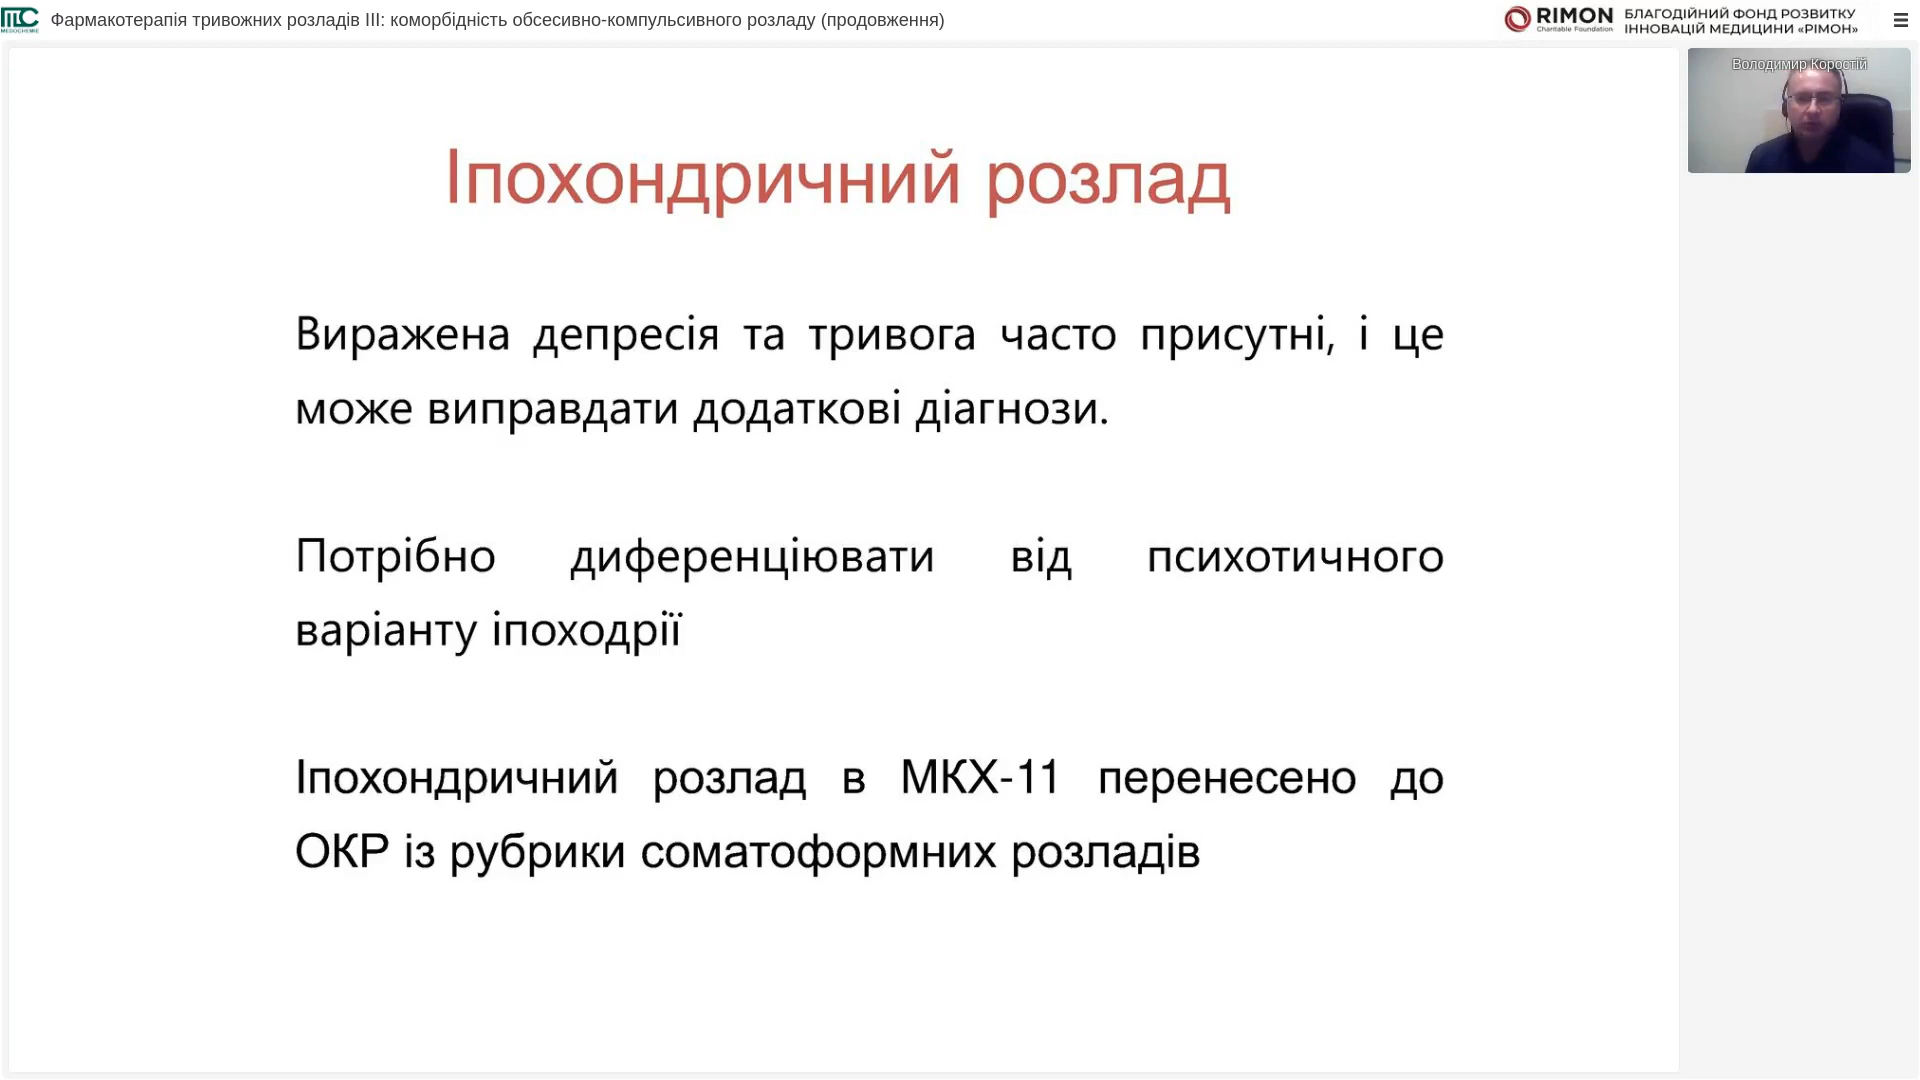 Фармакотерапія тривожних розладів III: коморбідність обсесивно-компульсивного розладу (продовження)
MEDOCHEMIE
RIMON
Charitable Foundation
БЛАГОДІЙНИЙ ФОНД РОЗВИТКУ
ІННОВАЦІЙ МЕДИЦИНИ «РІМОН»
Володимир Коростій
Іпохондричний розлад
Виражена депресія та тривога часто присутні, і це
може виправдати додаткові діагнози.
Потрібно диференціювати від психотичного
варіанту іпоходрії
Іпохондричний розлад в МКХ-11 перенесено до
ОКР із рубрики соматоформних розладів